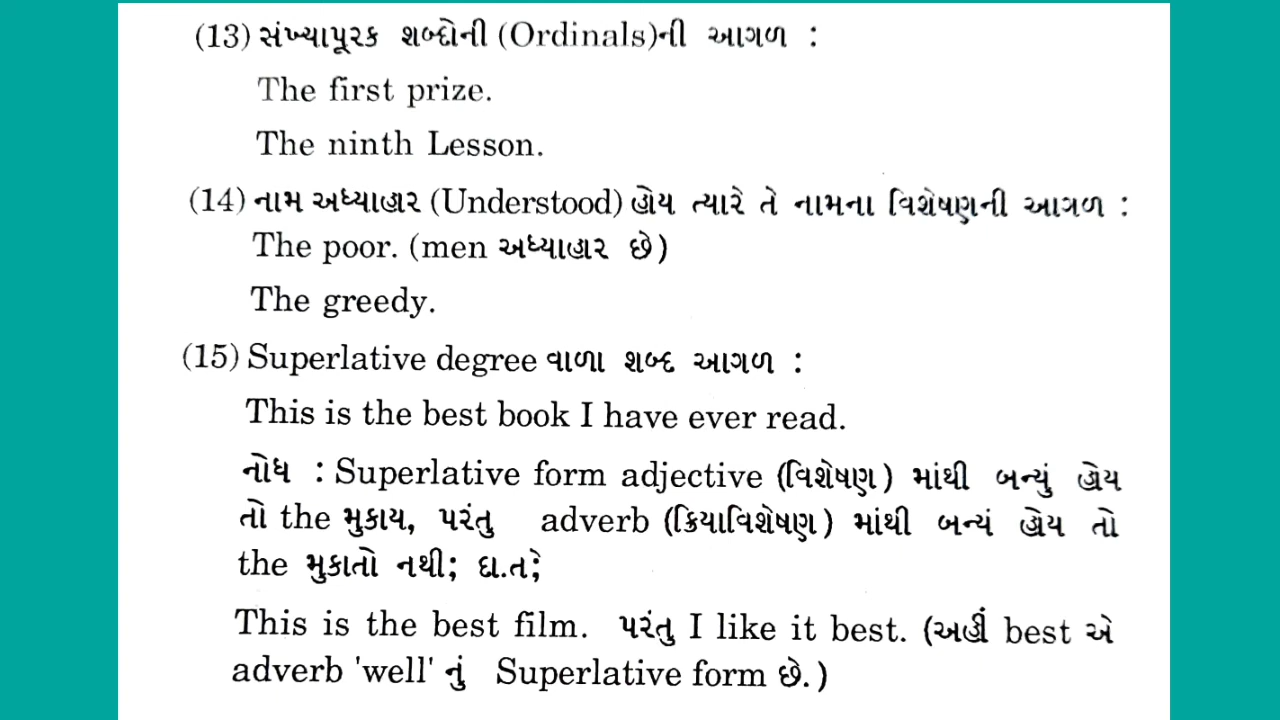 (13) સંખ્યાપૂરક શબ્દોની (Ordinals)ની આગળ :
The first prize.
The ninth Lesson.
(14) નામ અધ્યાહાર (Understood) હોય ત્યારે તે નામના વિશેષણની આગળ :
The poor. (men અધ્યાહાર છે)
The greedy.
(15) Superlative degree વાળા શબ્દ આગળ :
This is the best book I have ever read.
નોધ : Superlative form adjective (વિશેષણ) માંથી બન્યું હોય
તો the મુકાય, પરંતુ adverb (ક્રિયાવિશેષણ) માંથી બન્યં હોય તો
the મુકાતો નથી; દા.ત;
This is the best film. પરંતુ I like it best. (અહીં best એ
adverb 'well' નું Superlative form છે.)